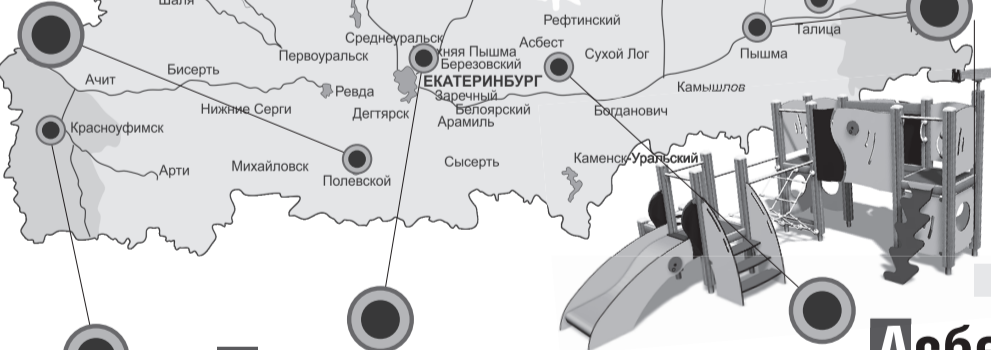 Шаля
Рефтинский
Среднеуральск
Асбест
Талица
Первоуральск
хняя Пышма
Сухой Лог
Пышма
Березовский
Бисерть
Ачит
ЕКАТЕРИНБУРГ
Ревда
Заречный
Камышлов
Нижние Серги
Дегтярск
Белоярский
Богданович
Арамиль
Красноуфимск
Каменск-Уральский
Сысерть
Михайловск
Арти
Полевской